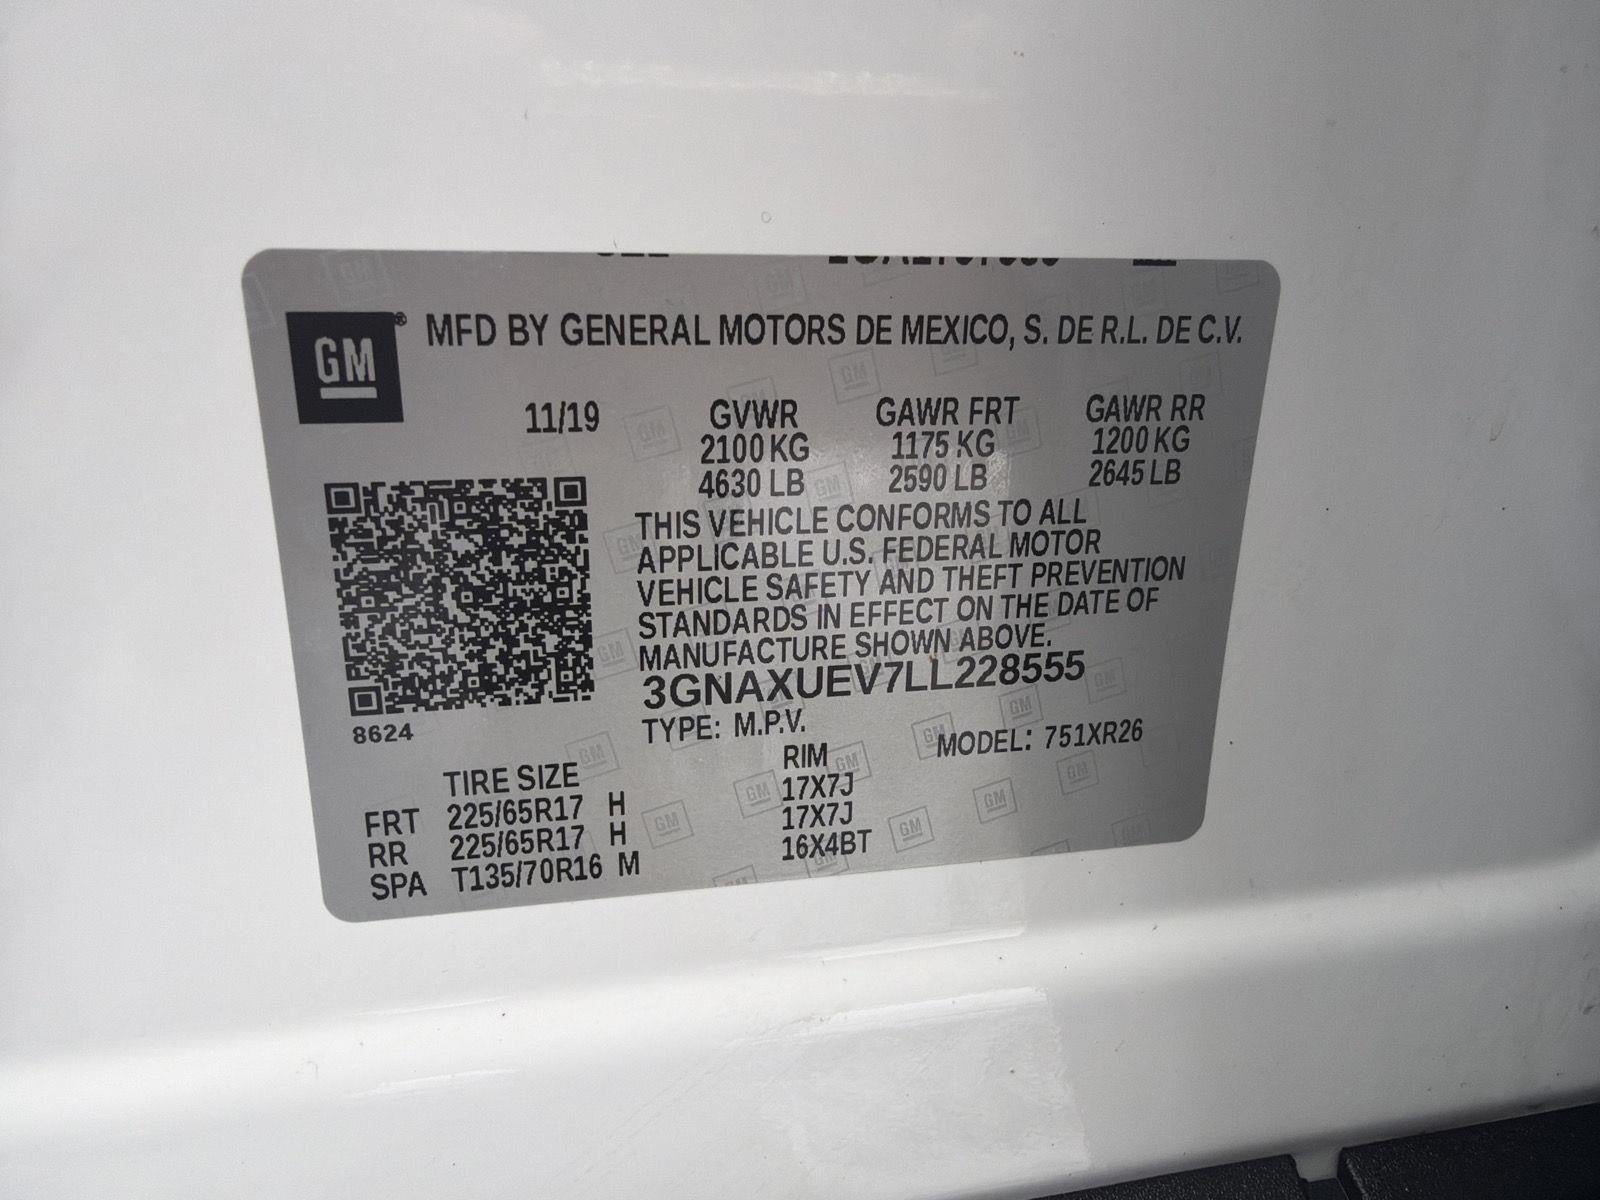 GM®
MFD BY GENERAL MOTORS DE MEXICO, S. DE R.L. DE C.V.
11/19 GVWR GAWR FRT GAWR RR
2100 KG 1175 KG 1200 KG
4630 LB 2590 LB 2645 LB
THIS VEHICLE CONFORMS TO ALL
APPLICABLE U.S. FEDERAL MOTOR
VEHICLE SAFETY AND THEFT PREVENTION
STANDARDS IN EFFECT ON THE DATE OF
MANUFACTURE SHOWN ABOVE.
3GNAXUEV7LL228555
8624
TYPE: M.P.V. MODEL: 751XR26
TIRE SIZE RIM
FRT 225/65R17 H 17X7J
RR 225/65R17 H 17X7J
SPA T135/70R16 M 16X4BT